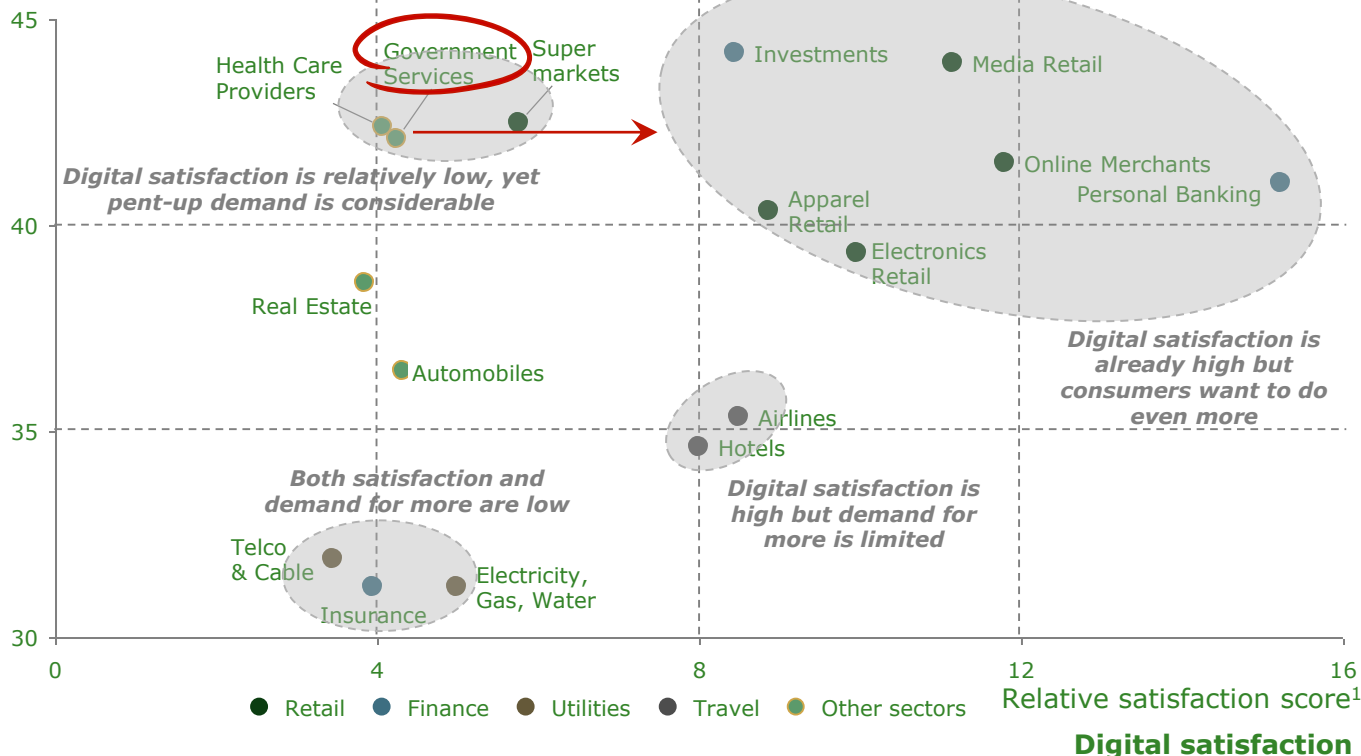 45
Government
Services
Super
markets
Health Care
Providers
Investments
Media Retail
Digital satisfaction is relatively low, yet
pent-up demand is considerable
Online Merchants
Personal Banking
Apparel
Retail
40
Electronics
Retail
Real Estate
Digital satisfaction is
already high but
consumers want to do
even more
Automobiles
Airlines
35
Hotels
Both satisfaction and
demand for more are low
Digital satisfaction is
high but demand for
more is limited
Telco
& Cable
Electricity,
Gas, Water
Insurance
30
0
4
8
12
16
Relative satisfaction score¹
Retail
Finance
Utilities
Travel
Other sectors
Digital satisfaction